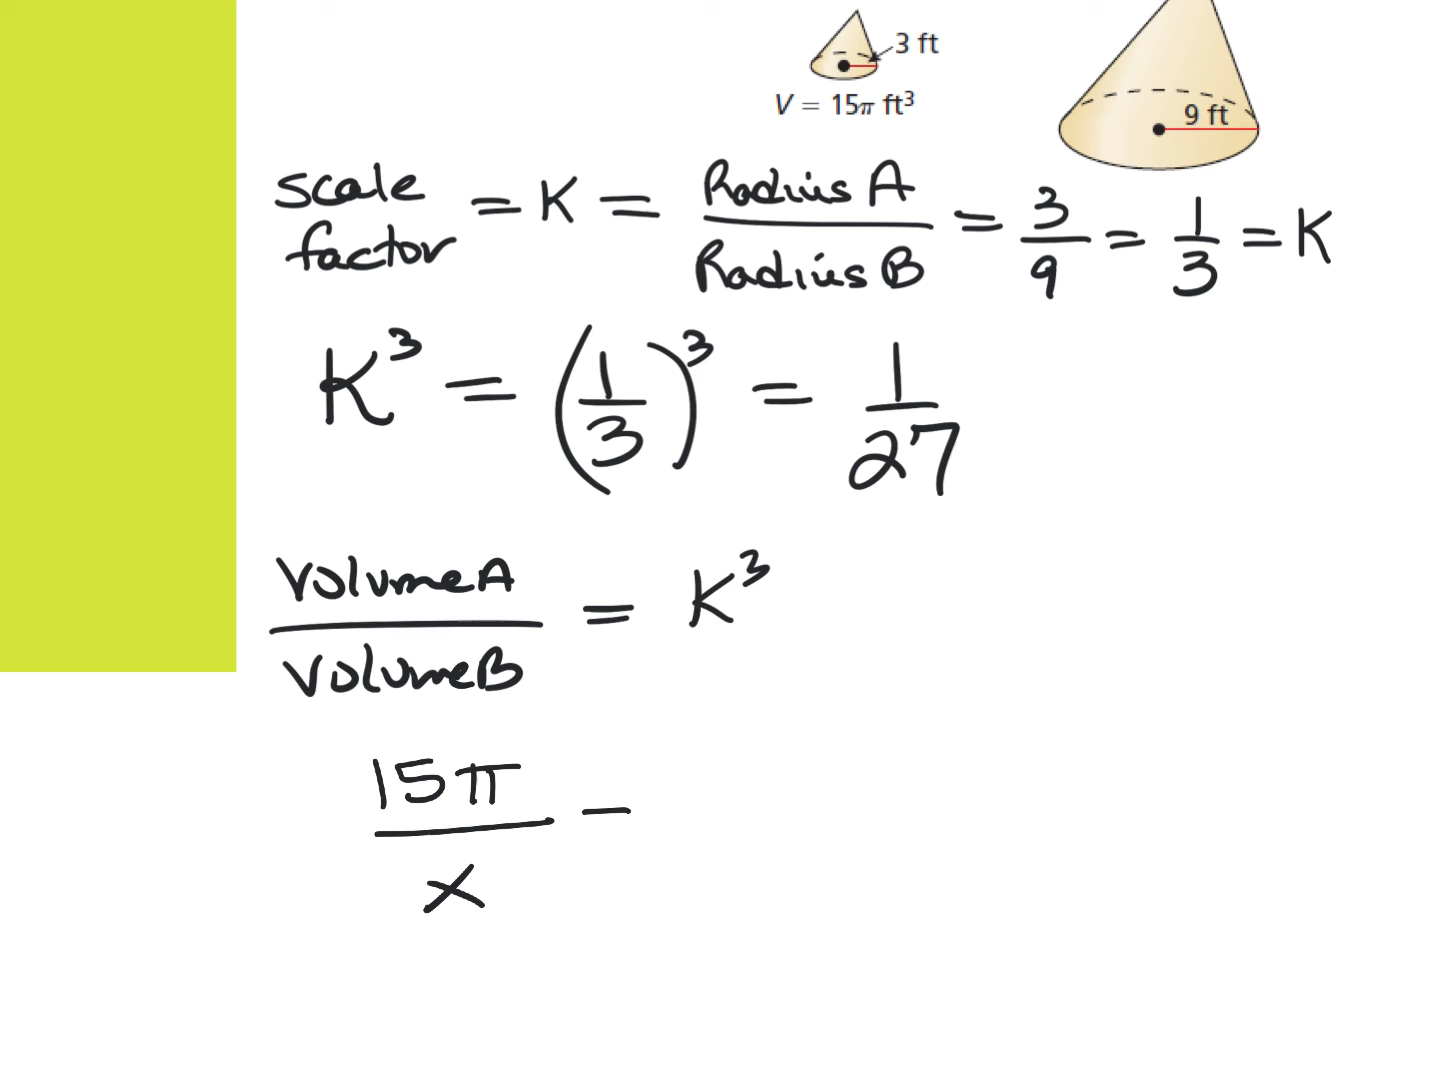 3 ft
V = 15π ft³
9 ft
Scale factor = K = Radius A / Radius B = 3/9 = 1/3 = K
K³ = (1/3)³ = 1/27
Volume A / Volume B = K³
15π / x –